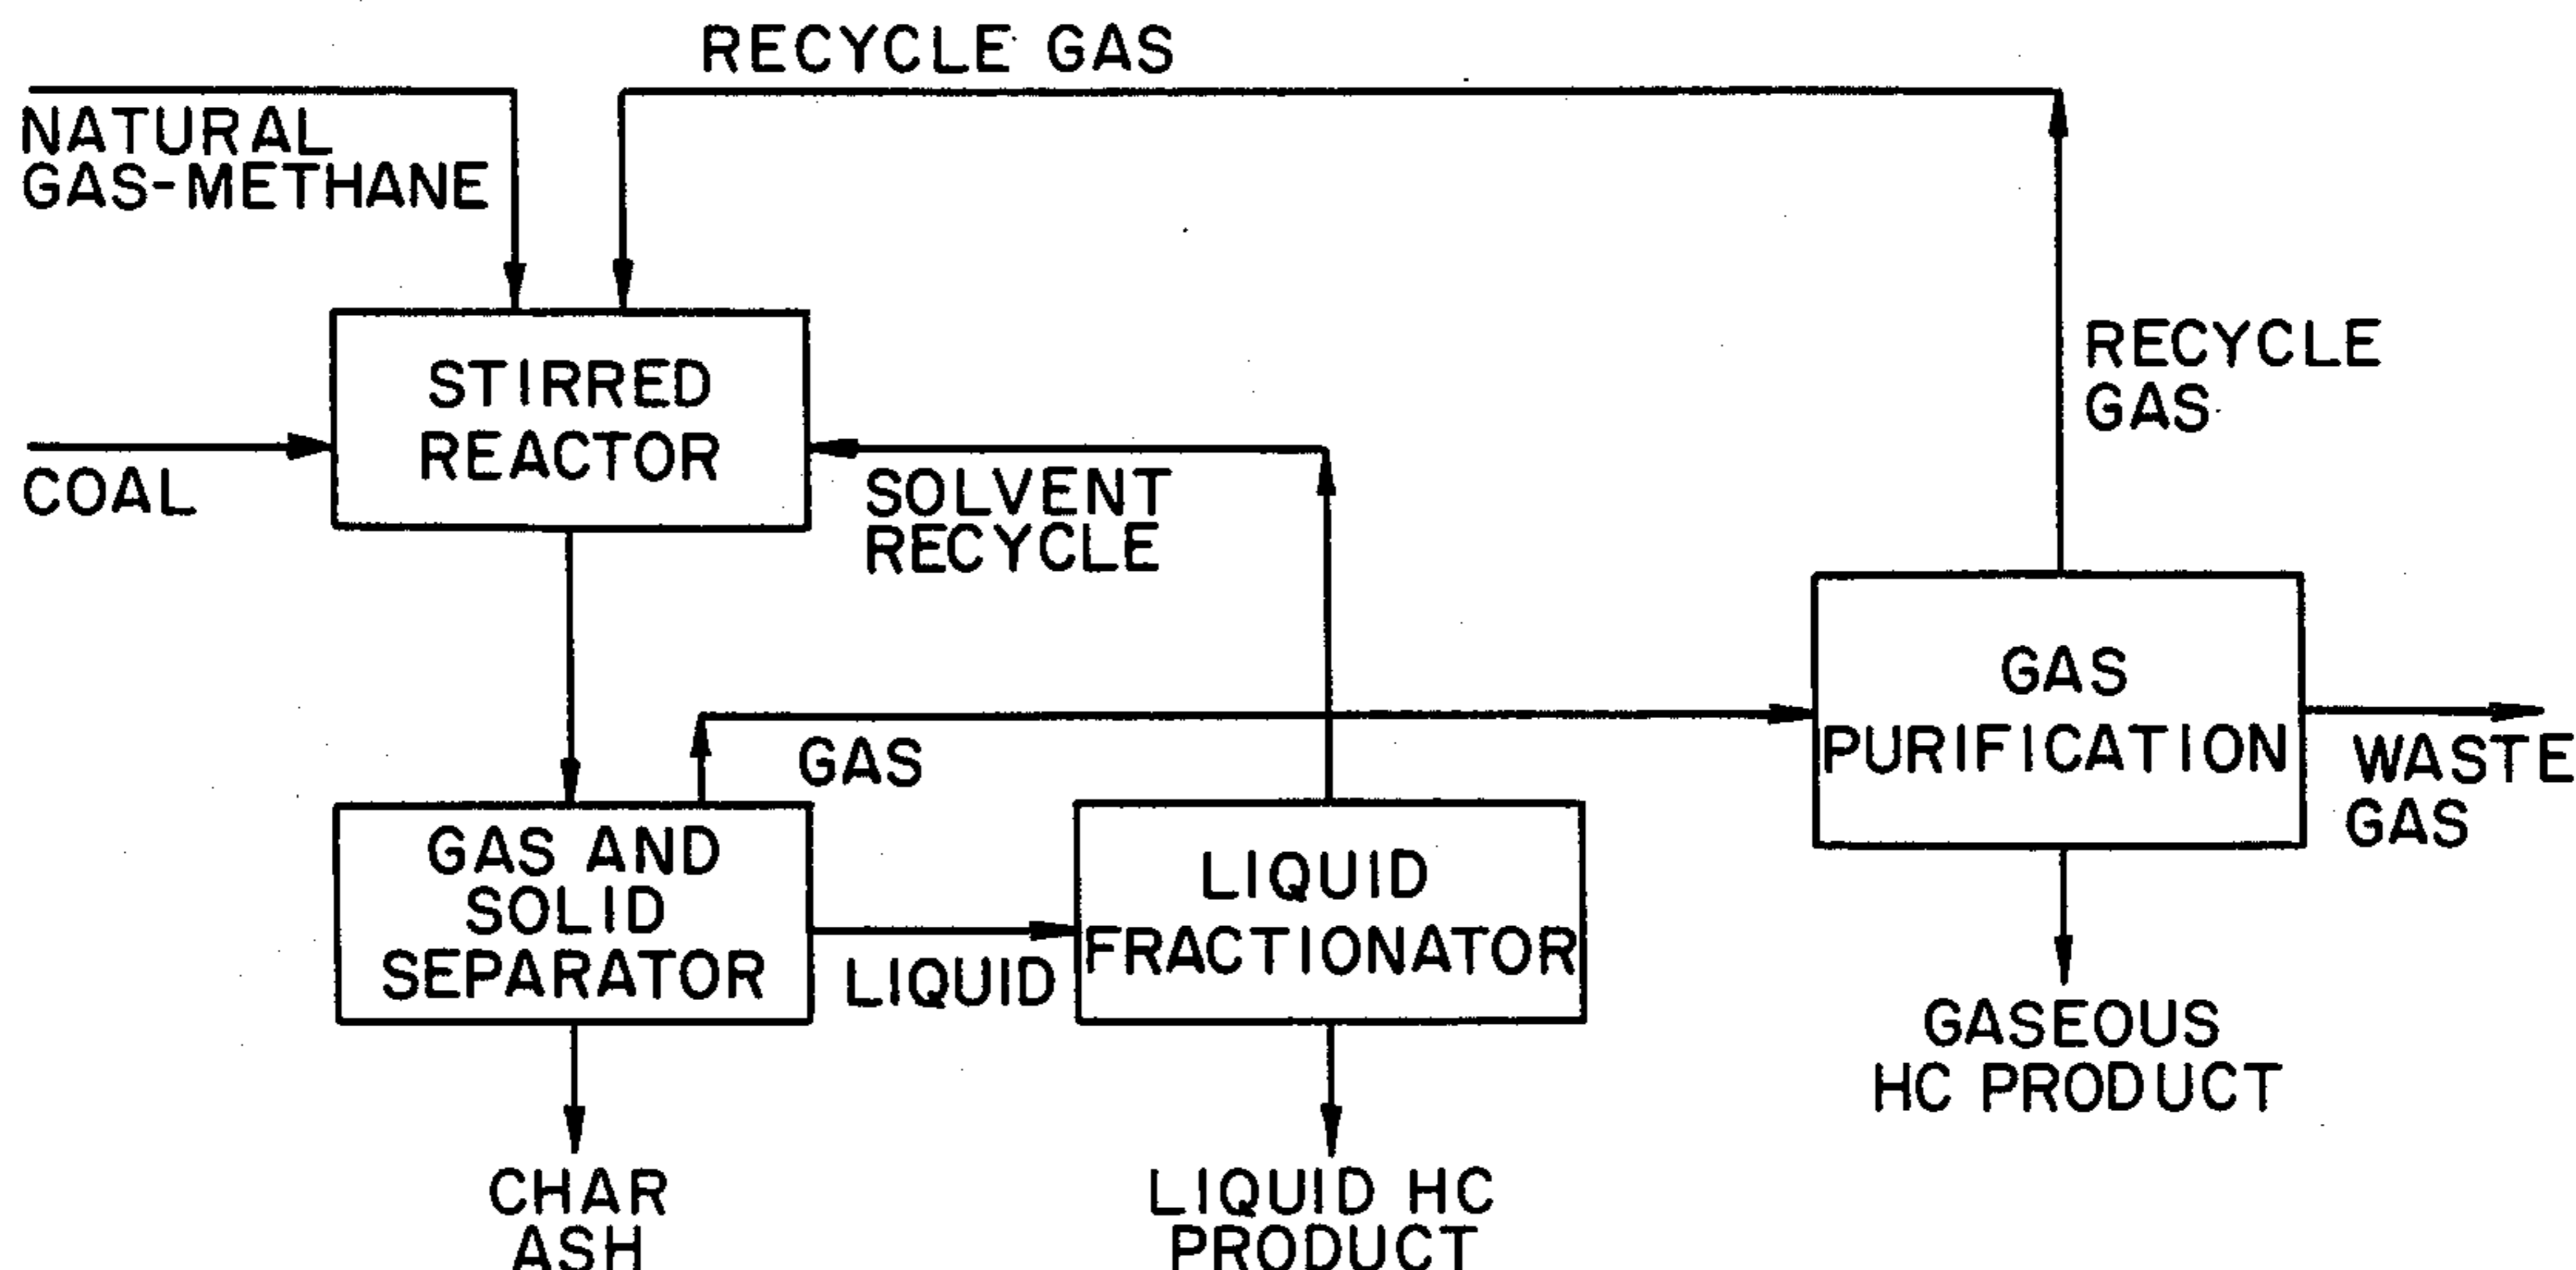 RECYCLE GAS
NATURAL
GAS-METHANE
STIRRED
REACTOR
COAL
SOLVENT
RECYCLE
RECYCLE
GAS
GAS
PURIFICATION
WASTE
GAS
GAS
GAS AND
SOLID
SEPARATOR
LIQUID
LIQUID
FRACTIONATOR
GASEOUS
HC PRODUCT
CHAR
ASH
LIQUID HC
PRODUCT